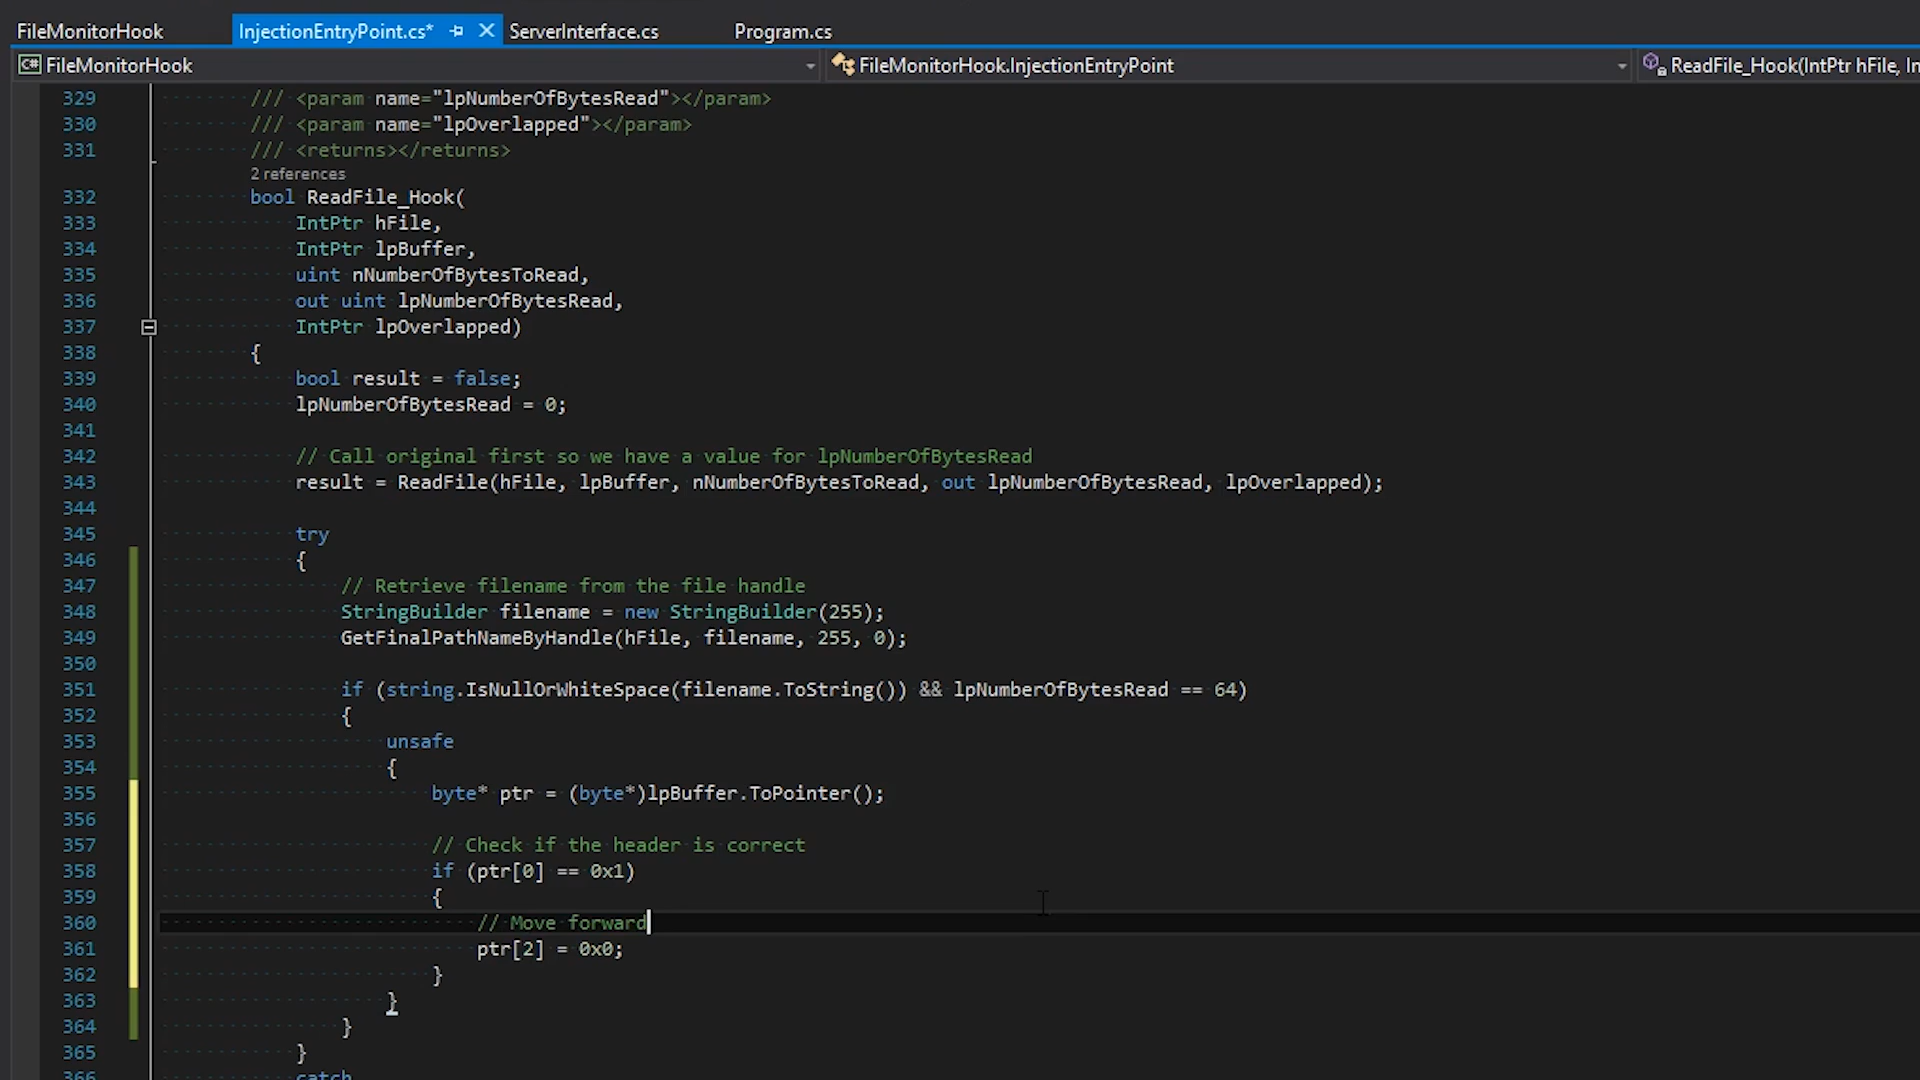 FileMonitorHook InjectionEntryPoint.cs* ServerInterface.cs Program.cs
C# FileMonitorHook FileMonitorHook.InjectionEntryPoint ReadFile_Hook(IntPtr hFile, In
329 /// <param name="lpNumberOfBytesRead"></param>
330 /// <param name="lpOverlapped"></param>
331 /// <returns></returns>
2 references
332 bool ReadFile_Hook(
333 IntPtr hFile,
334 IntPtr lpBuffer,
335 uint nNumberOfBytesToRead,
336 out uint lpNumberOfBytesRead,
337 IntPtr lpOverlapped)
338 {
339 bool result = false;
340 lpNumberOfBytesRead = 0;
341
342 // Call original first so we have a value for lpNumberOfBytesRead
343 result = ReadFile(hFile, lpBuffer, nNumberOfBytesToRead, out lpNumberOfBytesRead, lpOverlapped);
344
345 try
346 {
347 // Retrieve filename from the file handle
348 StringBuilder filename = new StringBuilder(255);
349 GetFinalPathNameByHandle(hFile, filename, 255, 0);
350
351 if (string.IsNullOrWhiteSpace(filename.ToString()) && lpNumberOfBytesRead == 64)
352 {
353 unsafe
354 {
355 byte* ptr = (byte*)lpBuffer.ToPointer();
356
357 // Check if the header is correct
358 if (ptr[0] == 0x1)
359 {
360 // Move forward
361 ptr[2] = 0x0;
362 }
363 }
364 }
365 }
366 catch